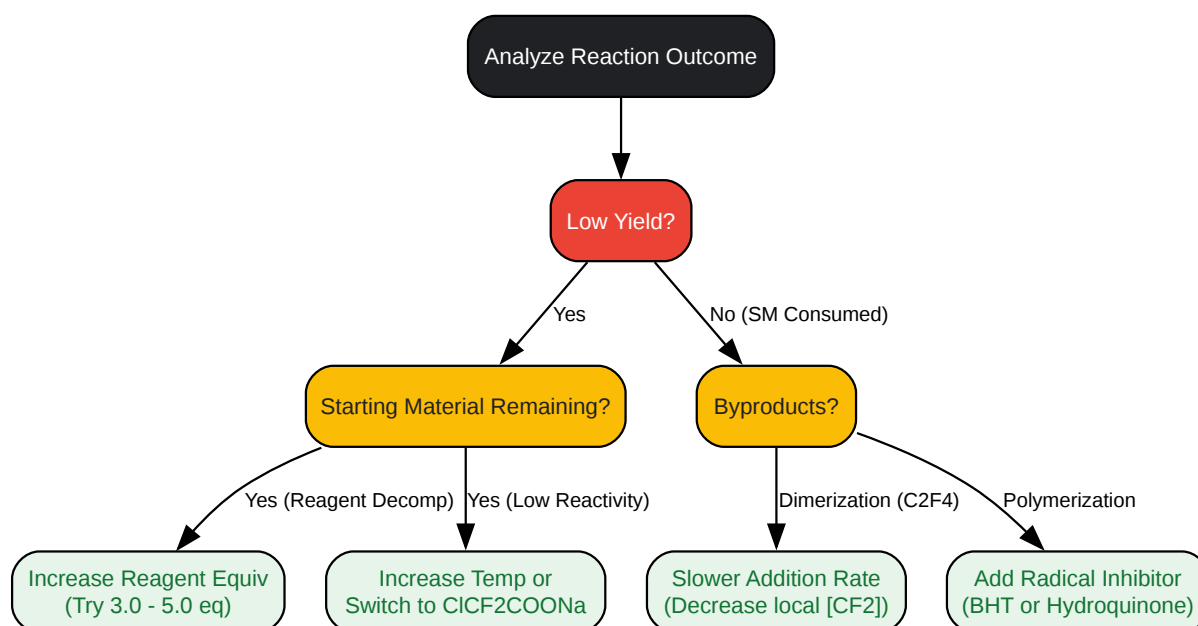 Analyze Reaction Outcome
Low Yield?
Yes
No (SM Consumed)
Starting Material Remaining?
Byproducts?
Yes (Reagent Decomp)
Yes (Low Reactivity)
Dimerization (C2F4)
Polymerization
Increase Reagent Equiv
(Try 3.0 - 5.0 eq)
Increase Temp or
Switch to ClCF2COONa
Slower Addition Rate
(Decrease local [CF2])
Add Radical Inhibitor
(BHT or Hydroquinone)